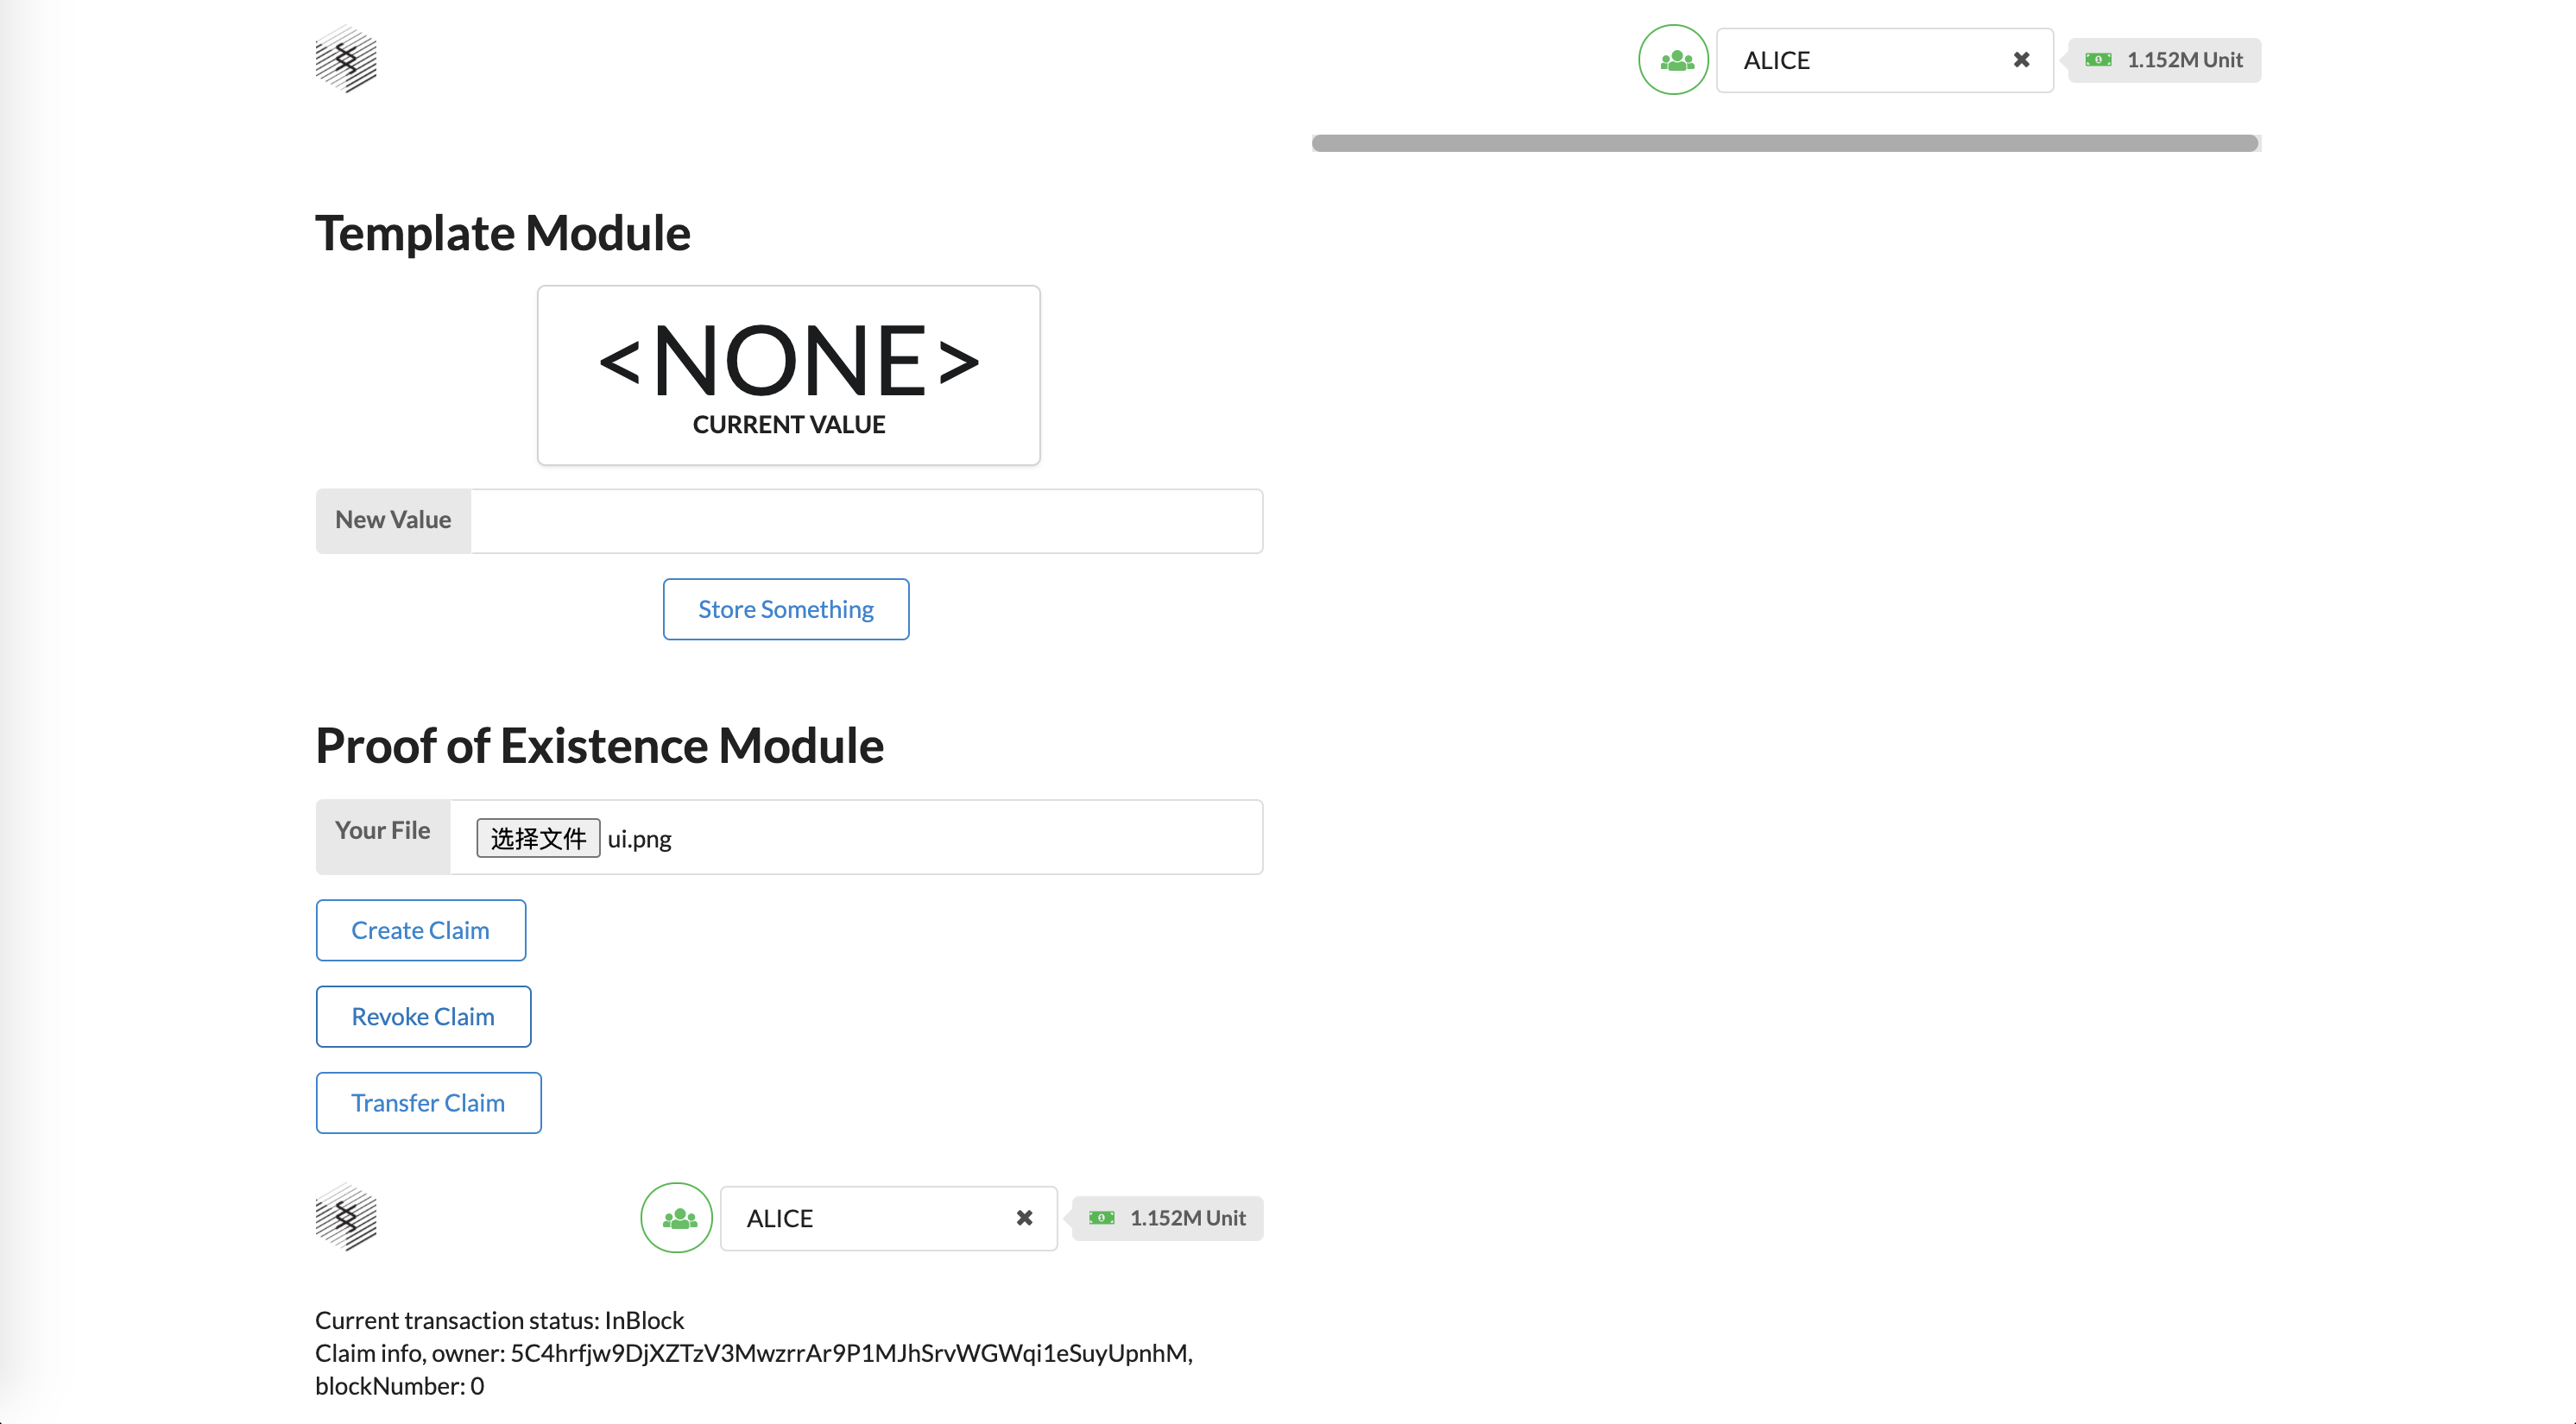 ALICE
1.152M Unit
Template Module
<NONE>
CURRENT VALUE
New Value
Store Something
Proof of Existence Module
Your File 选择文件 ui.png
Create Claim
Revoke Claim
Transfer Claim
ALICE
1.152M Unit
Current transaction status: InBlock
Claim info, owner: 5C4hrfjw9DjXZTzV3MwzrrAr9P1MJhSrvWGWqi1eSuyUpnhM,
blockNumber: 0